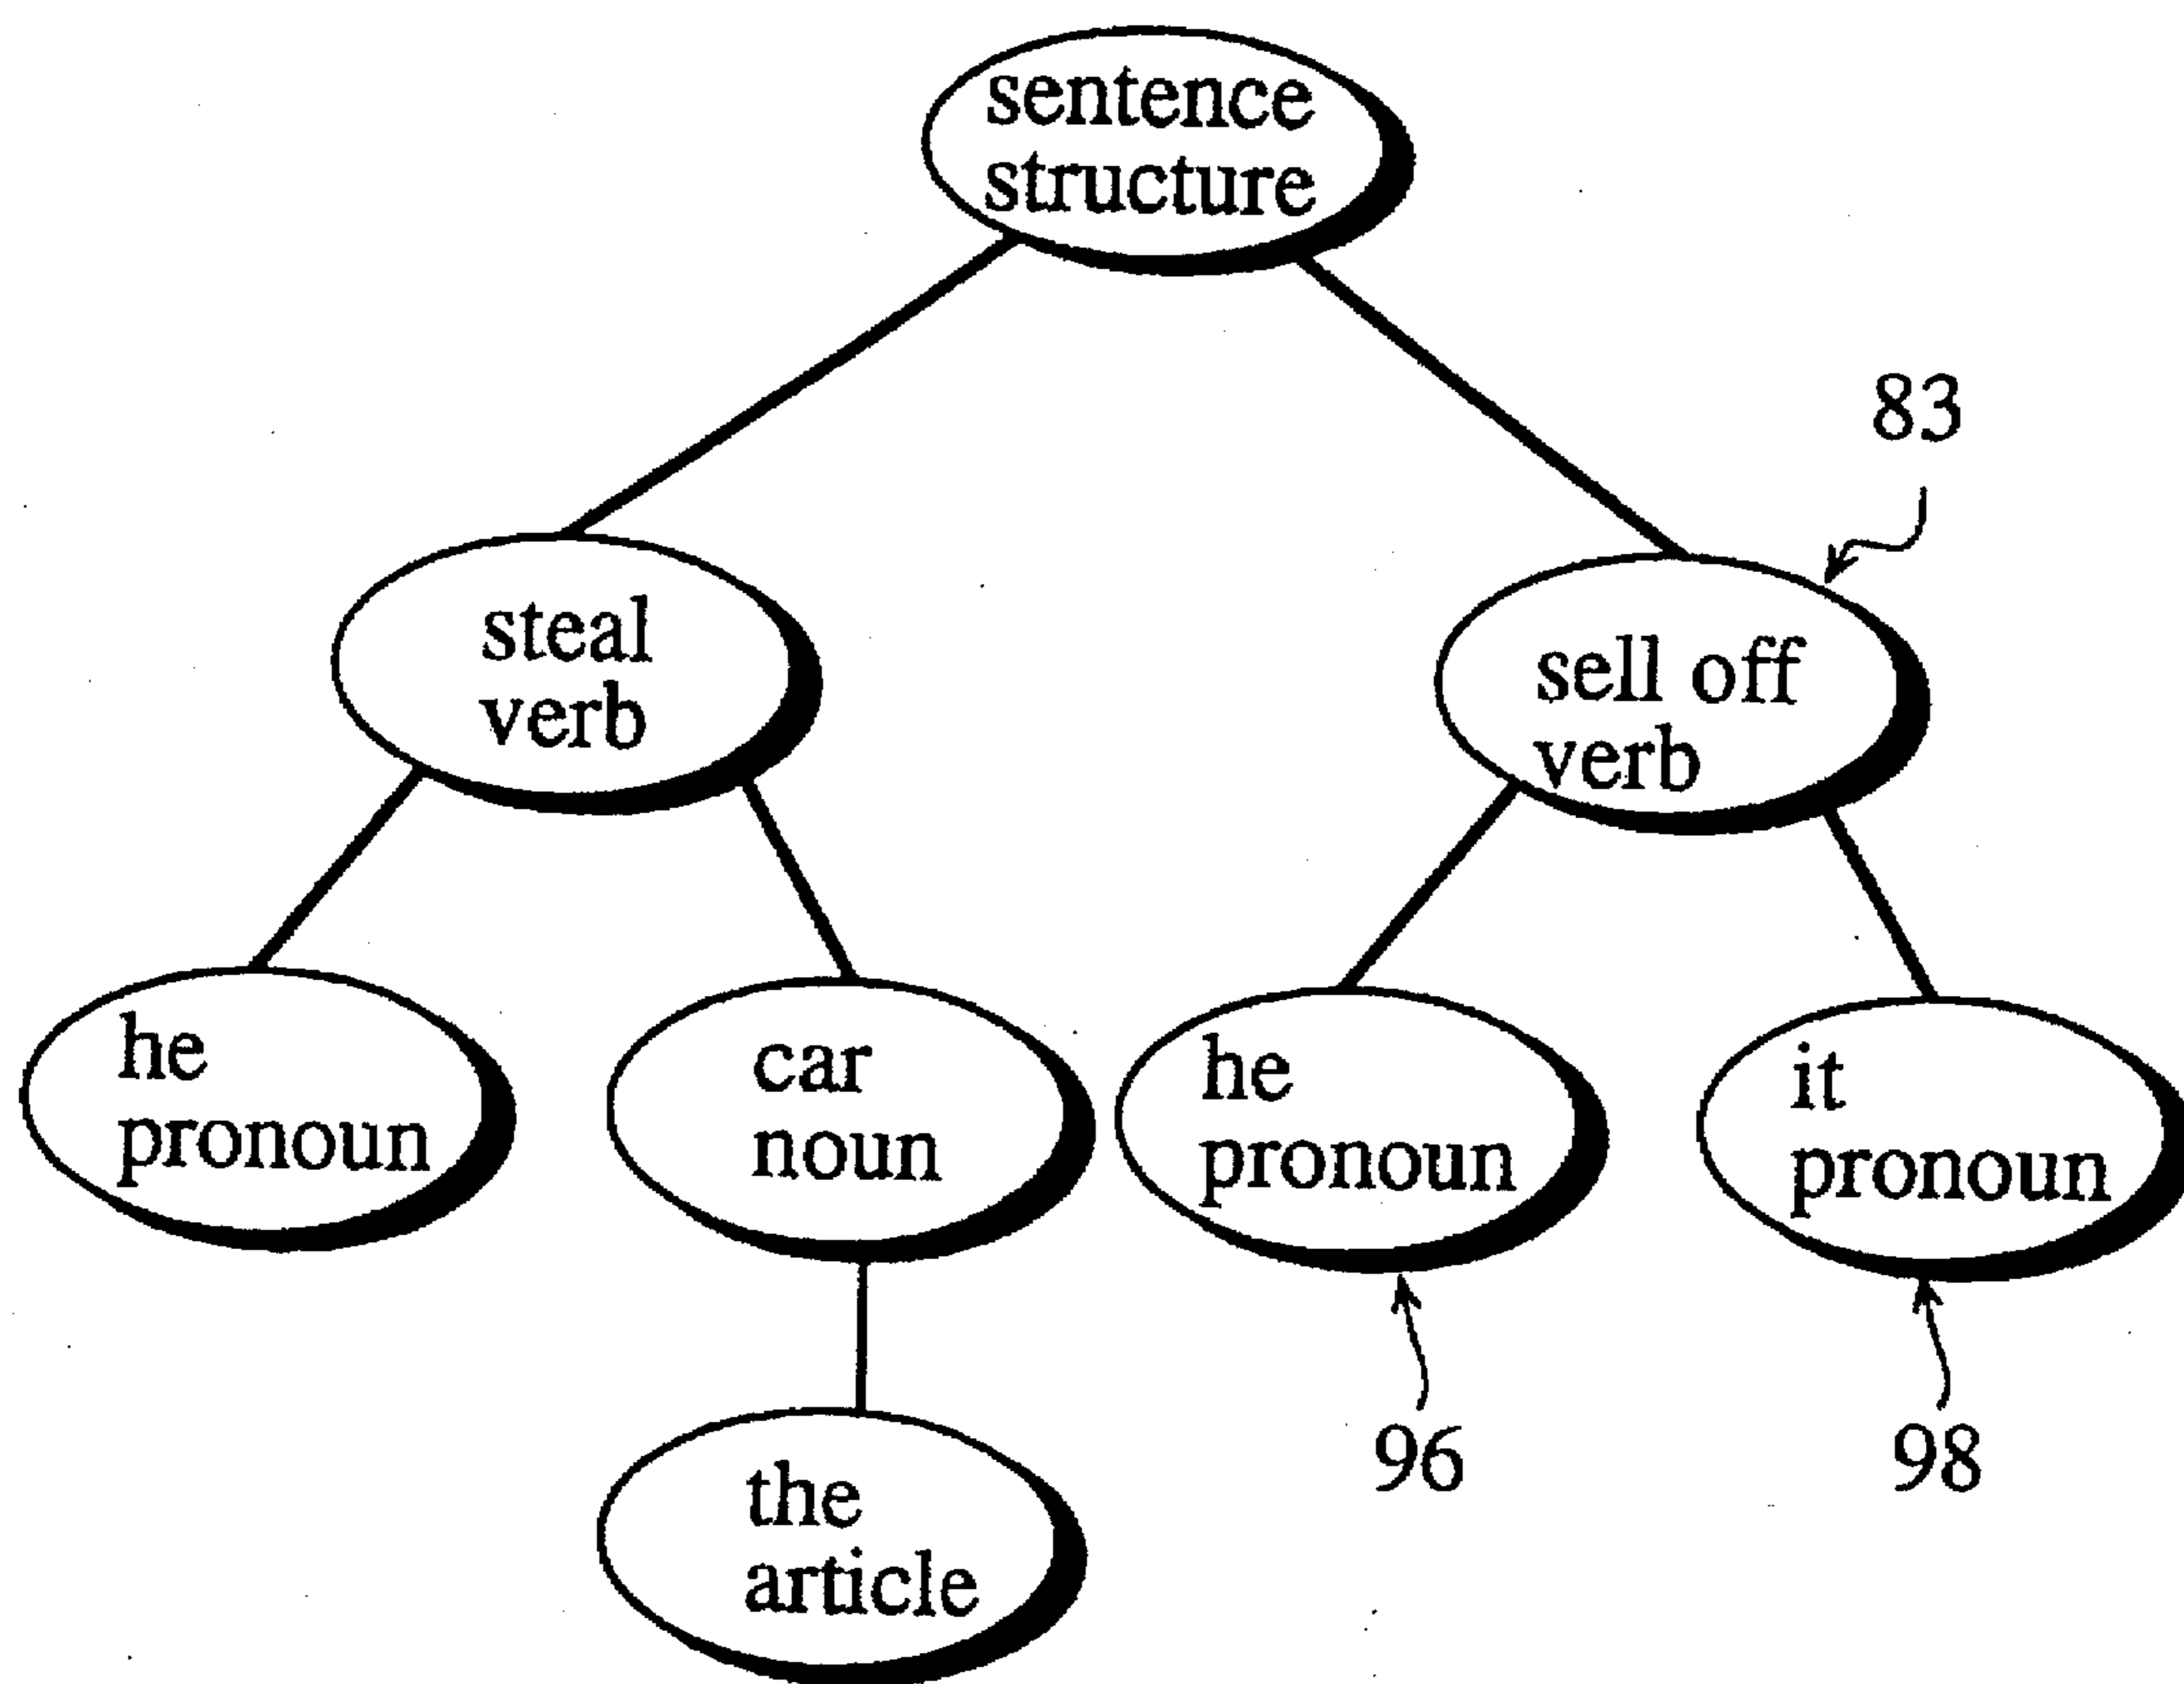 sentence
structure
83
steal
verb
sell off
verb
he
pronoun
car
noun
he
pronoun
it
pronoun
96
98
the
article